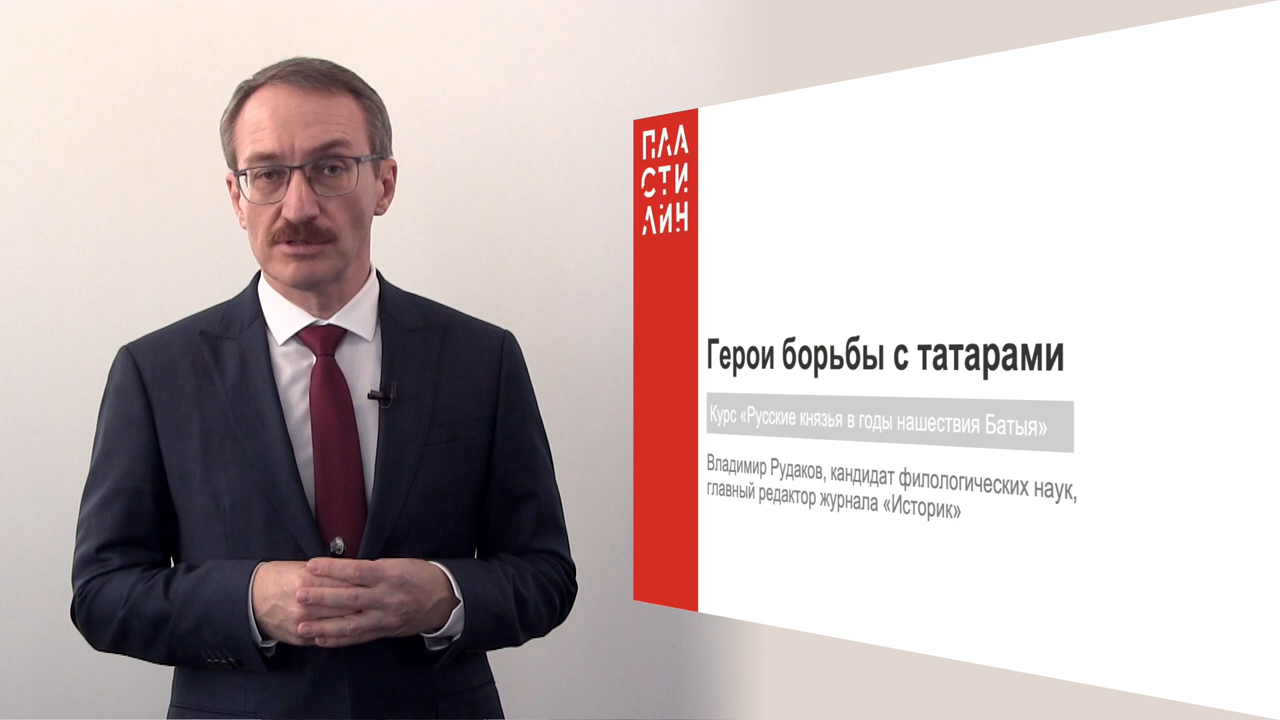 ПЛА
СТИ
ЛИН
Герои борьбы с татарами
Курс «Русские князья в годы нашествия Батыя»
Владимир Рудаков, кандидат филологических наук,
главный редактор журнала «Историк»